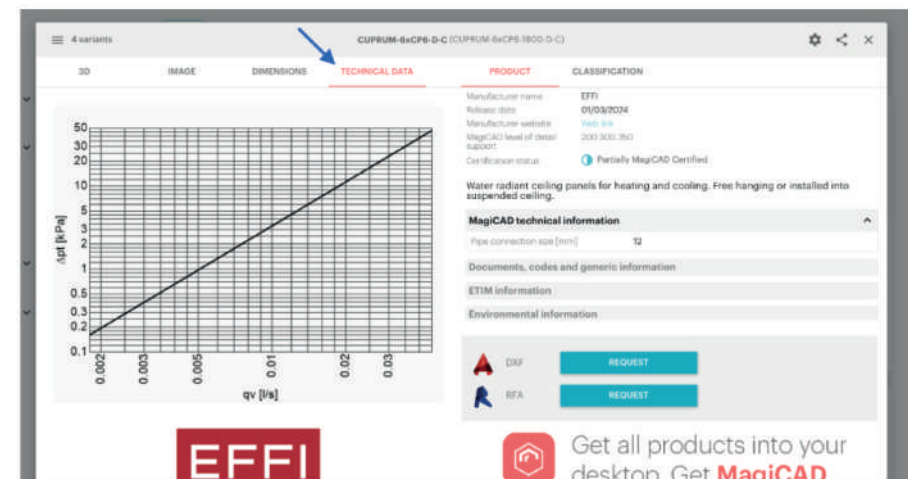 4 variants
CUPRUM-6xCP6-D-C (CUPRUM-6xCP6-1800-D-C)
3D IMAGE DIMENSIONS TECHNICAL DATA PRODUCT CLASSIFICATION
Manufacturer name EFFI
Release date 01/03/2024
Manufacturer website Web link
MagiCAD level of detail support 200 300 350
Certification status Partially MagiCAD Certified
Water radiant ceiling panels for heating and cooling. Free hanging or installed into
suspended ceiling.
MagiCAD technical information
Pipe connection size [mm] 12
Documents, codes and generic information
ETIM information
Environmental information
DXF REQUEST
RFA REQUEST
Δpt [kPa]
50
30
20
10
5
3
2
1
0.5
0.3
0.2
0.1
0.002 0.003 0.005 0.01 0.02 0.03
qv [l/s]
EFFI
Get all products into your
desktop. Get MagiCAD